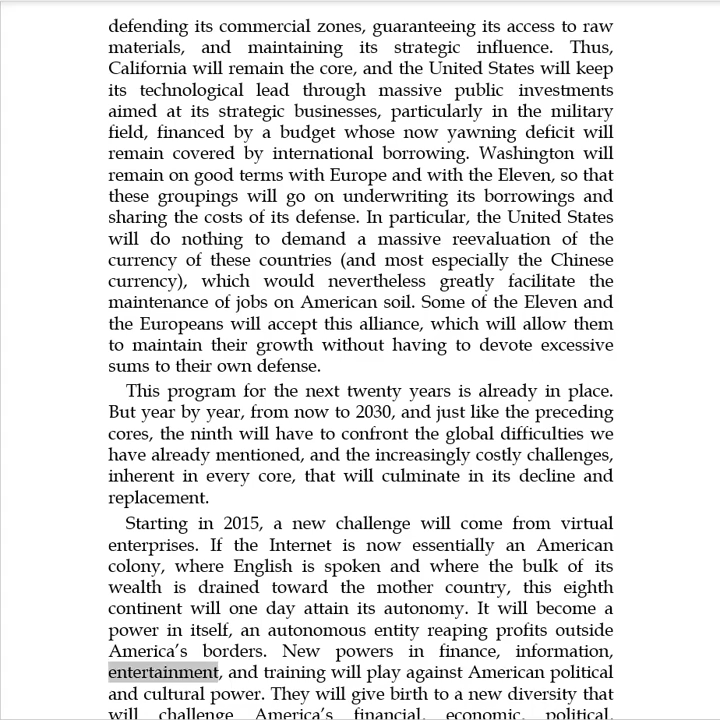 defending its commercial zones, guaranteeing its access to raw
materials, and maintaining its strategic influence. Thus,
California will remain the core, and the United States will keep
its technological lead through massive public investments
aimed at its strategic businesses, particularly in the military
field, financed by a budget whose now yawning deficit will
remain covered by international borrowing. Washington will
remain on good terms with Europe and with the Eleven, so that
these groupings will go on underwriting its borrowings and
sharing the costs of its defense. In particular, the United States
will do nothing to demand a massive reevaluation of the
currency of these countries (and most especially the Chinese
currency), which would nevertheless greatly facilitate the
maintenance of jobs on American soil. Some of the Eleven and
the Europeans will accept this alliance, which will allow them
to maintain their growth without having to devote excessive
sums to their own defense.
This program for the next twenty years is already in place.
But year by year, from now to 2030, and just like the preceding
cores, the ninth will have to confront the global difficulties we
have already mentioned, and the increasingly costly challenges,
inherent in every core, that will culminate in its decline and
replacement.
Starting in 2015, a new challenge will come from virtual
enterprises. If the Internet is now essentially an American
colony, where English is spoken and where the bulk of its
wealth is drained toward the mother country, this eighth
continent will one day attain its autonomy. It will become a
power in itself, an autonomous entity reaping profits outside
America's borders. New powers in finance, information,
entertainment, and training will play against American political
and cultural power. They will give birth to a new diversity that
will challenge America's financial, economic, political,